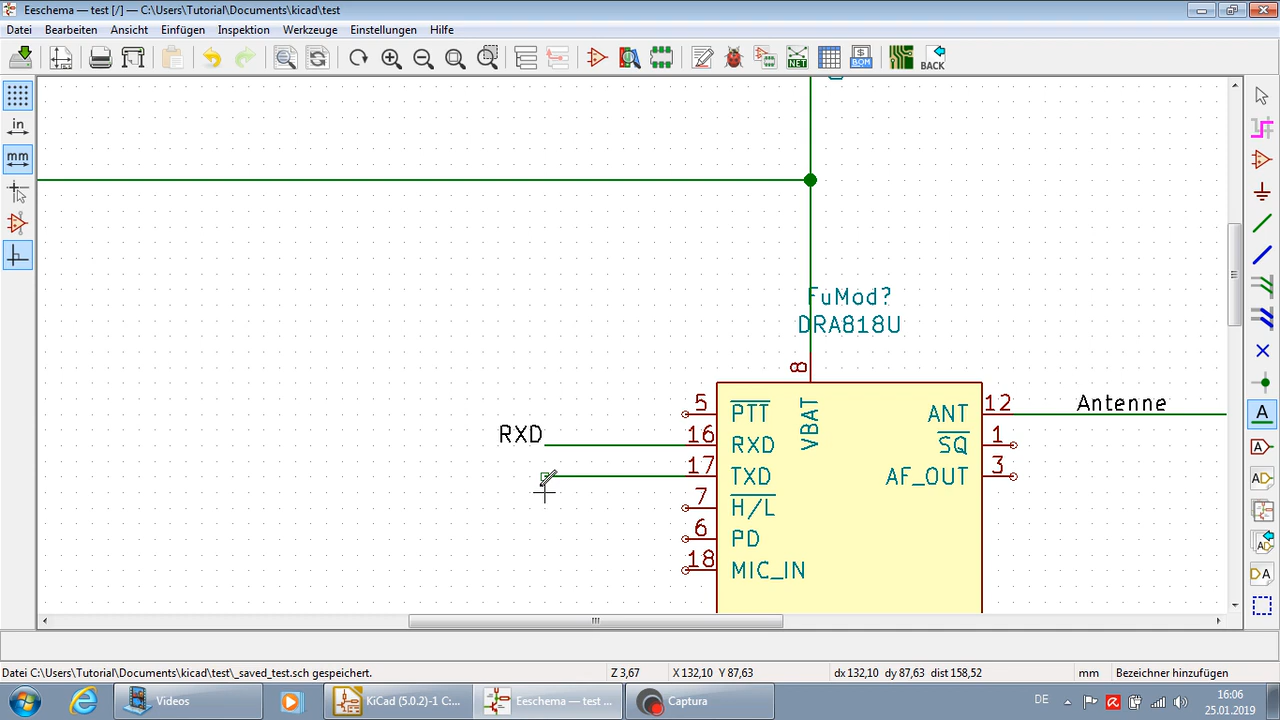 Eeschema — test [/] — C:\Users\Tutorial\Documents\kicad\test
Datei Bearbeiten Ansicht Einfügen Inspektion Werkzeuge Einstellungen Hilfe
NET
BOM
BACK
in
mm
FuMod?
DRA818U
8
5 PTT VBAT ANT 12 Antenne
RXD 16 RXD SQ 1
17 TXD AF_OUT 3
7 H/L
6 PD
18 MIC_IN
A
A
A
A
D A
Datei C:\Users\Tutorial\Documents\kicad\test\_saved_test.sch gespeichert. Z 3,67 X 132,10 Y 87,63 dx 132,10 dy 87,63 dist 158,52 mm Bezeichner hinzufügen
Videos KiCad (5.0.2)-1 C:... Eeschema — test ... Captura DE 16:06
25.01.2019